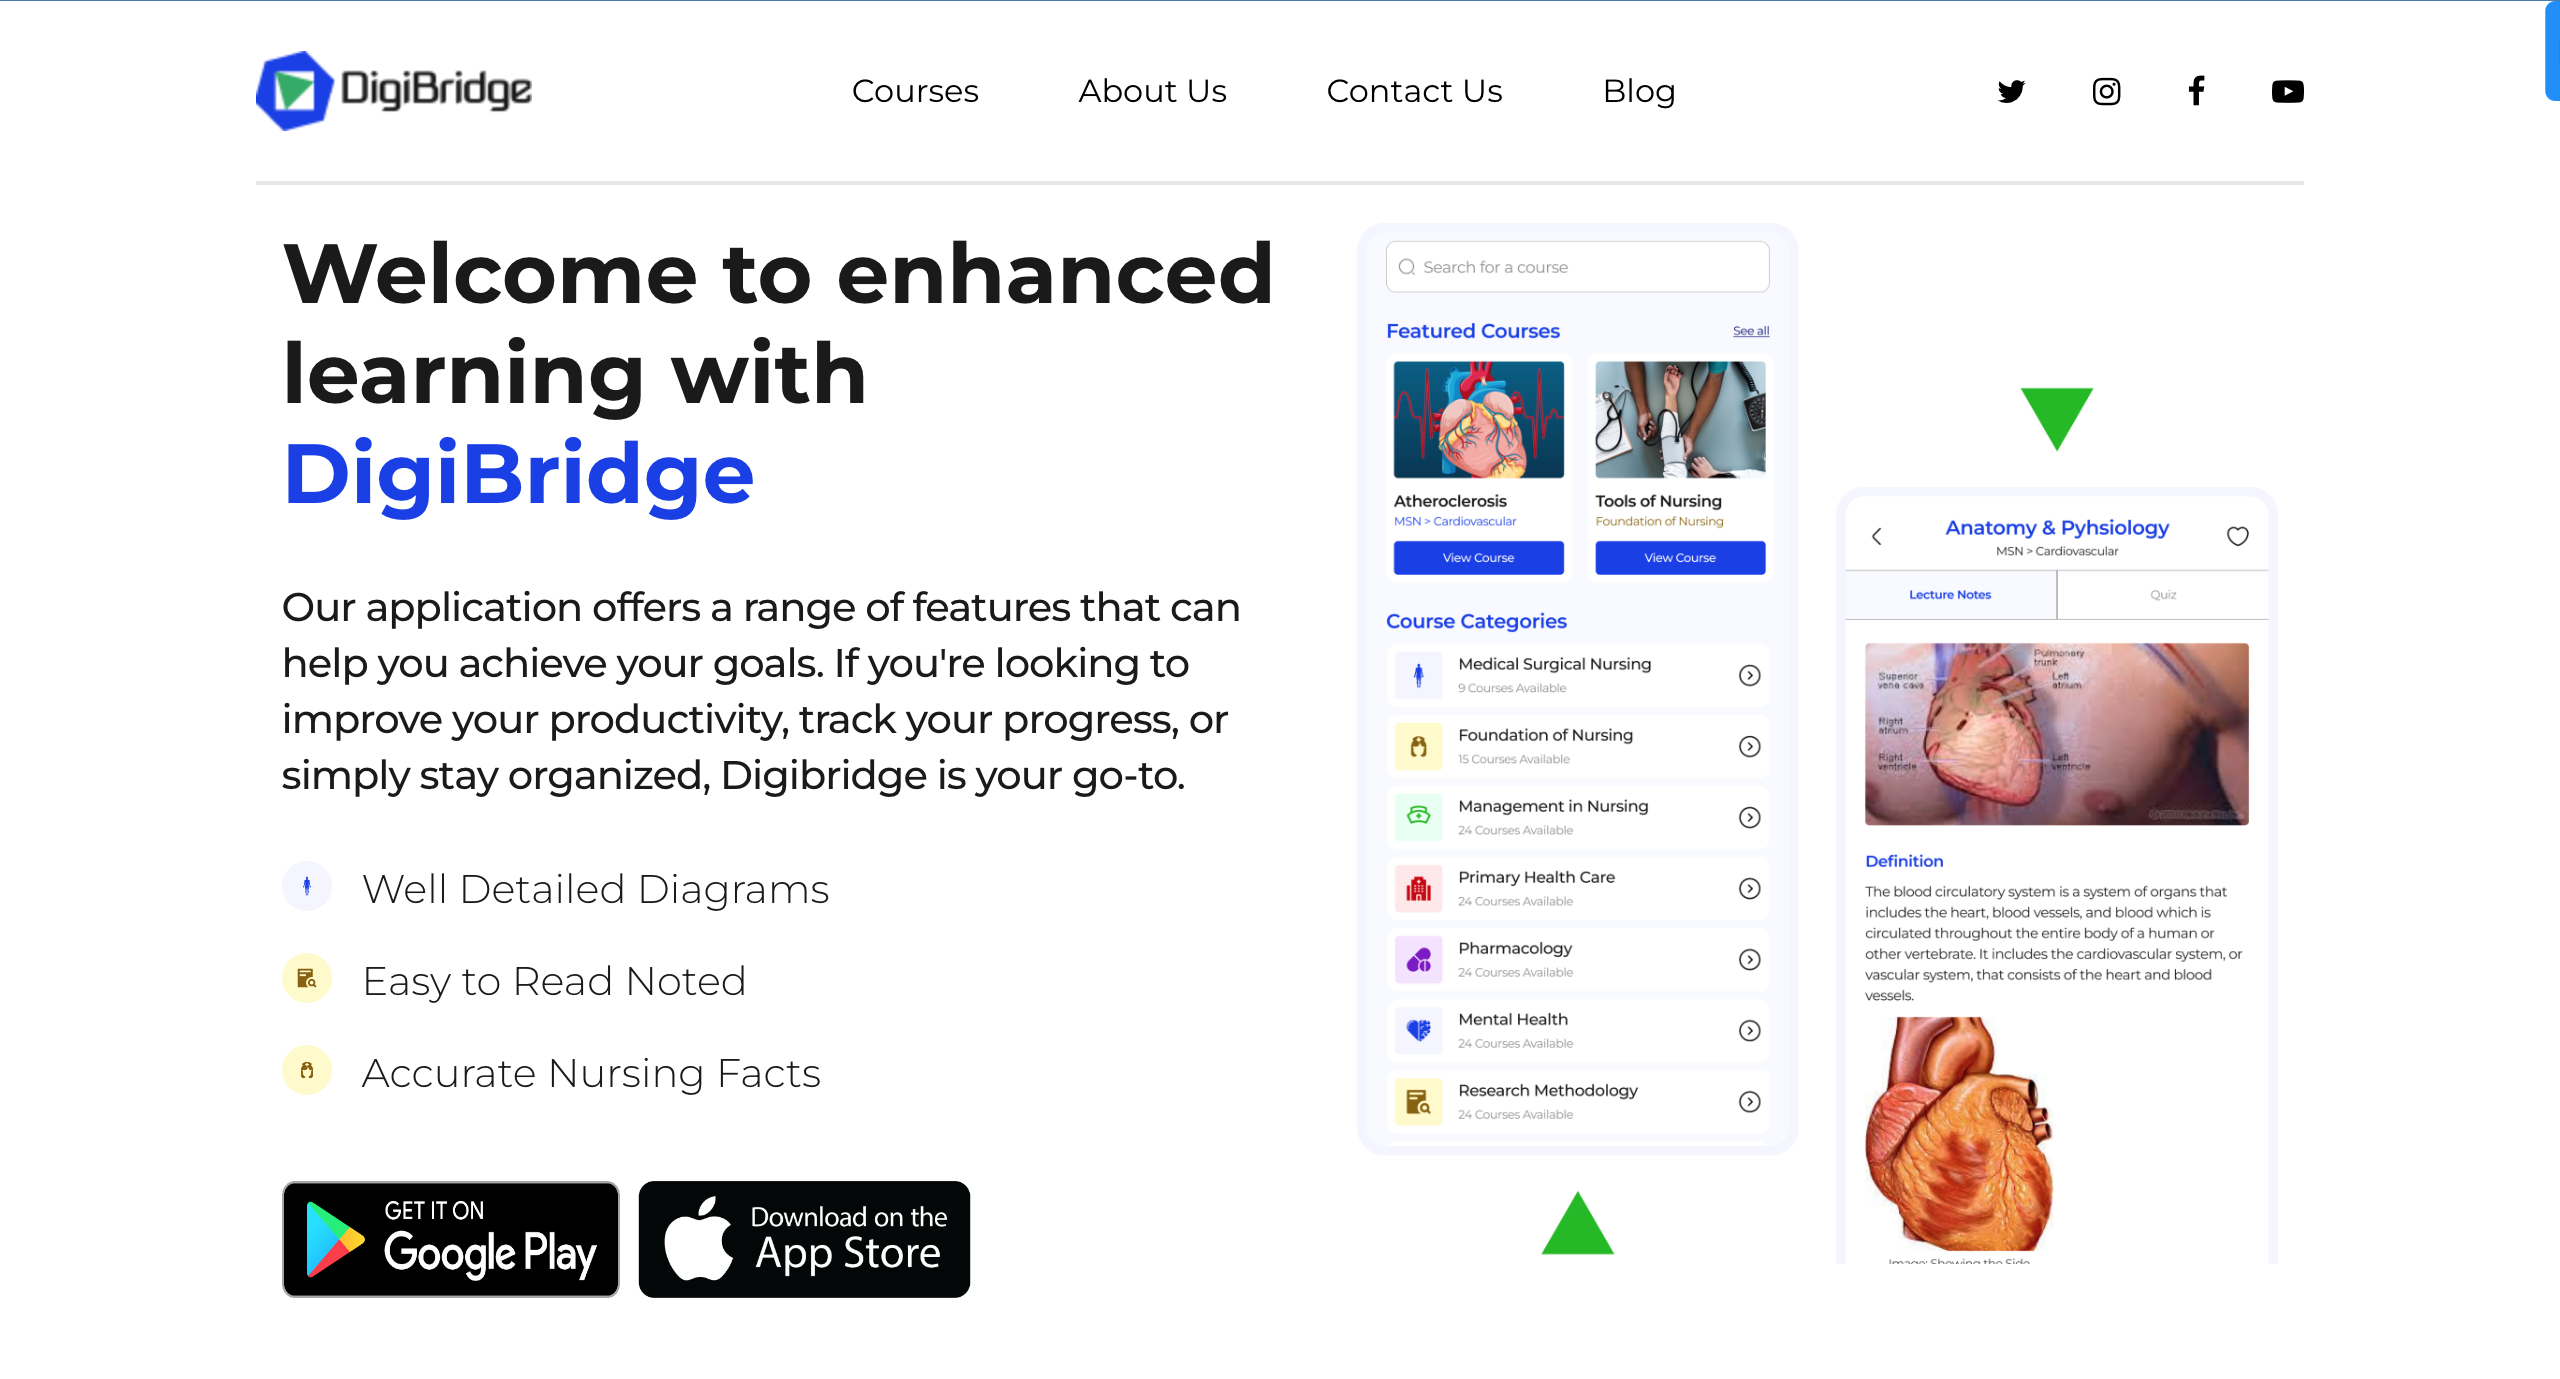 DigiBridge
Courses
About Us
Contact Us
Blog
Welcome to enhanced
learning with
DigiBridge
Our application offers a range of features that can
help you achieve your goals. If you're looking to
improve your productivity, track your progress, or
simply stay organized, Digibridge is your go-to.
Well Detailed Diagrams
Easy to Read Noted
Accurate Nursing Facts
GET IT ON
Google Play
Download on the
App Store
Search for a course
Featured Courses
See all
Atheroclerosis
MSN > Cardiovascular
View Course
Tools of Nursing
Foundation of Nursing
View Course
Course Categories
Medical Surgical Nursing
9 Courses Available
Foundation of Nursing
15 Courses Available
Management in Nursing
24 Courses Available
Primary Health Care
24 Courses Available
Pharmacology
24 Courses Available
Mental Health
24 Courses Available
Research Methodology
24 Courses Available
Anatomy & Pyhsiology
MSN > Cardiovascular
Lecture Notes
Quiz
Pulmonary
trunk
Superior
vena cava
Left
atrium
Right
atrium
Right
ventricle
Left
ventricle
Definition
The blood circulatory system is a system of organs that
includes the heart, blood vessels, and blood which is
circulated throughout the entire body of a human or
other vertebrate. It includes the cardiovascular system, or
vascular system, that consists of the heart and blood
vessels.
Image: Showing the Side